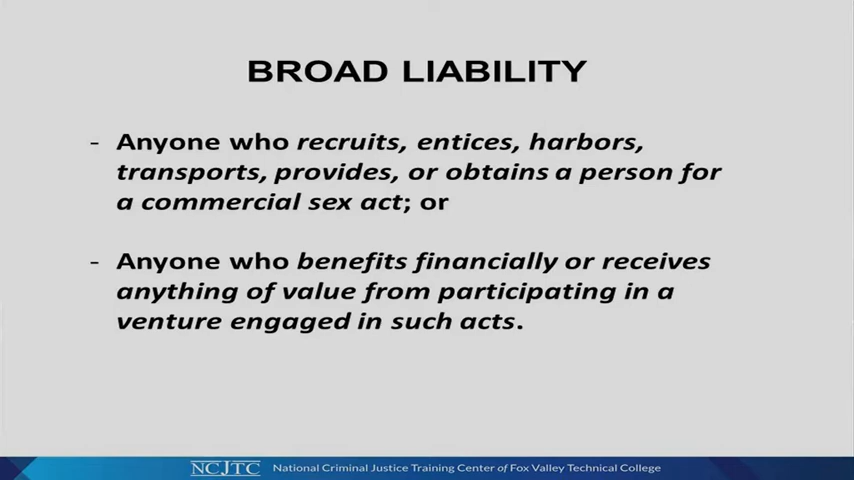 BROAD LIABILITY
- Anyone who recruits, entices, harbors,
transports, provides, or obtains a person for
a commercial sex act; or
- Anyone who benefits financially or receives
anything of value from participating in a
venture engaged in such acts.
NCJTC National Criminal Justice Training Center of Fox Valley Technical College